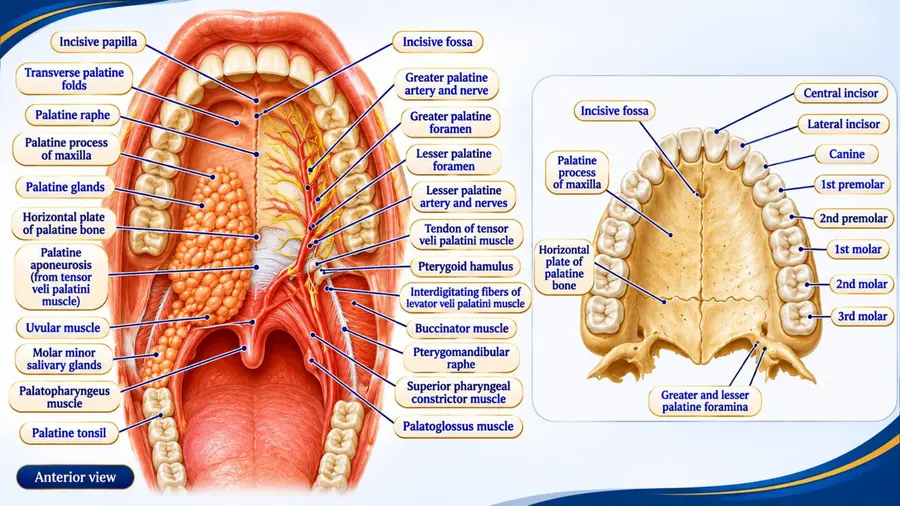 Incisive papilla
Transverse palatine
folds
Palatine raphe
Palatine process
of maxilla
Palatine glands
Horizontal plate
of palatine bone
Palatine
aponeurosis
(from tensor
veli palatini
muscle)
Uvular muscle
Molar minor
salivary glands
Palatopharyngeus
muscle
Palatine tonsil
Anterior view
Incisive fossa
Greater palatine
artery and nerve
Greater palatine
foramen
Lesser palatine
foramen
Lesser palatine
artery and nerves
Tendon of tensor
veli palatini muscle
Pterygoid hamulus
Interdigitating fibers of
levator veli palatini muscle
Buccinator muscle
Pterygomandibular
raphe
Superior pharyngeal
constrictor muscle
Palatoglossus muscle
Incisive fossa
Palatine
process
of maxilla
Horizontal
plate of
palatine
bone
Central incisor
Lateral incisor
Canine
1st premolar
2nd premolar
1st molar
2nd molar
3rd molar
Greater and lesser
palatine foramina